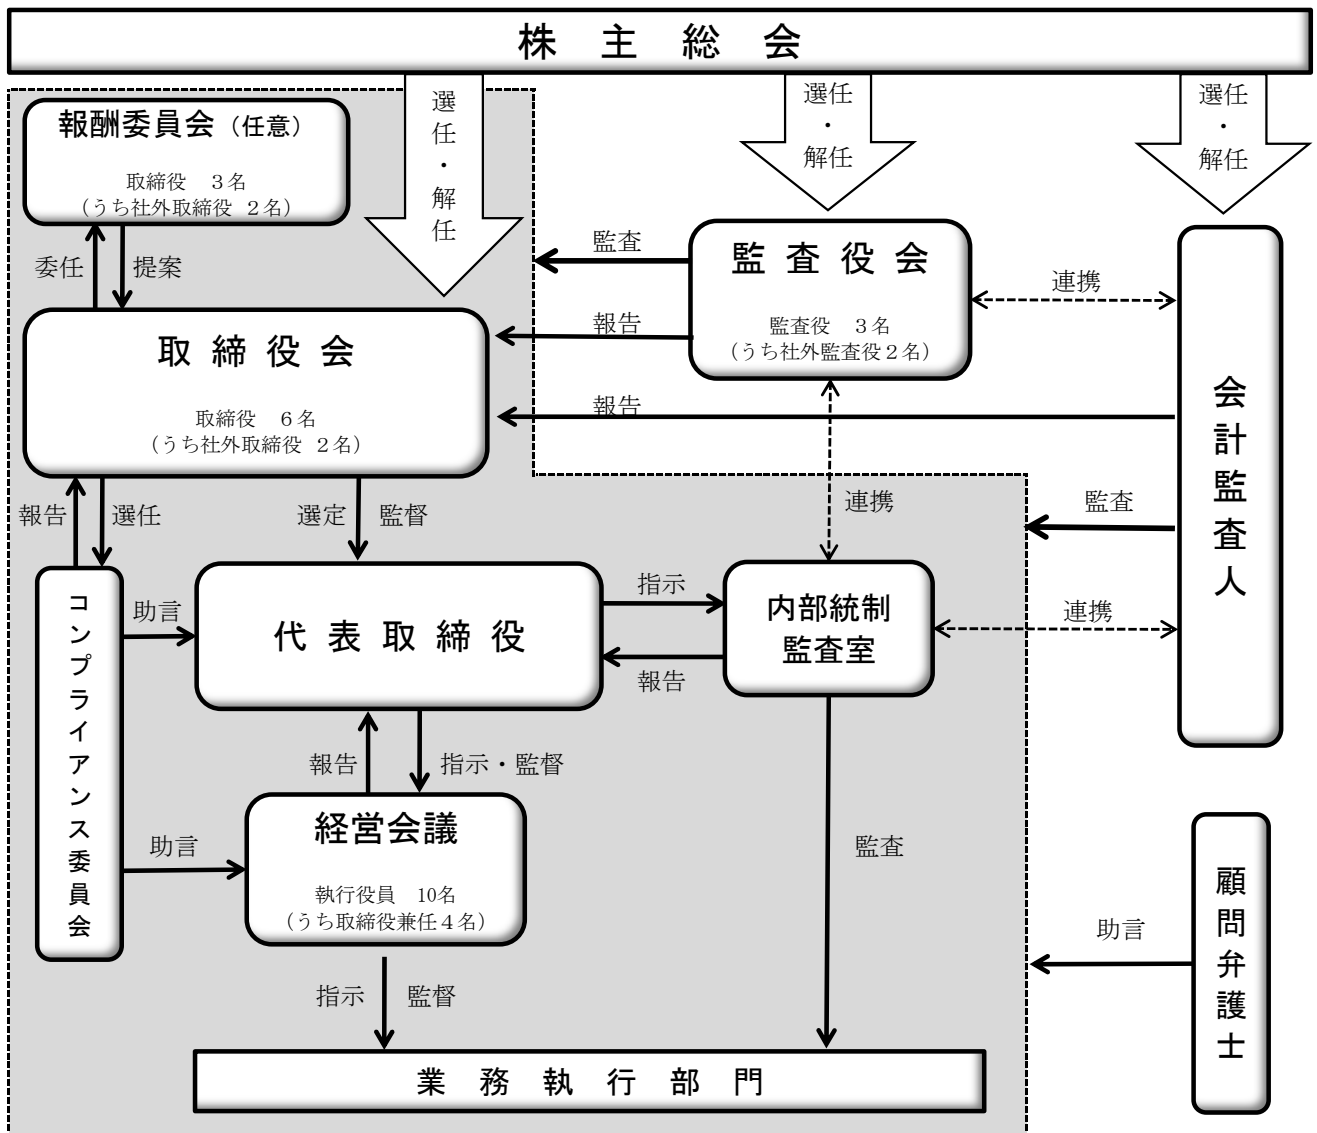 株 主 総 会
選任・解任
選任
・
解任
選任
・
解任
報酬委員会（任意）
取締役　３名
（うち社外取締役 ２名）
委任
提案
監査
監 査 役 会
監査役　３名
（うち社外監査役２名）
連携
報告
取 締 役 会
取締役　６名
（うち社外取締役 ２名）
報告
会計監査人
報告
選任
選定
監督
連携
監査
コンプライアンス委員会
助言
代 表 取 締 役
指示
報告
内部統制
監査室
連携
報告
指示・監督
助言
経営会議
執行役員　10名
（うち取締役兼任４名）
監査
顧問弁護士
助言
指示
監督
業 務 執 行 部 門